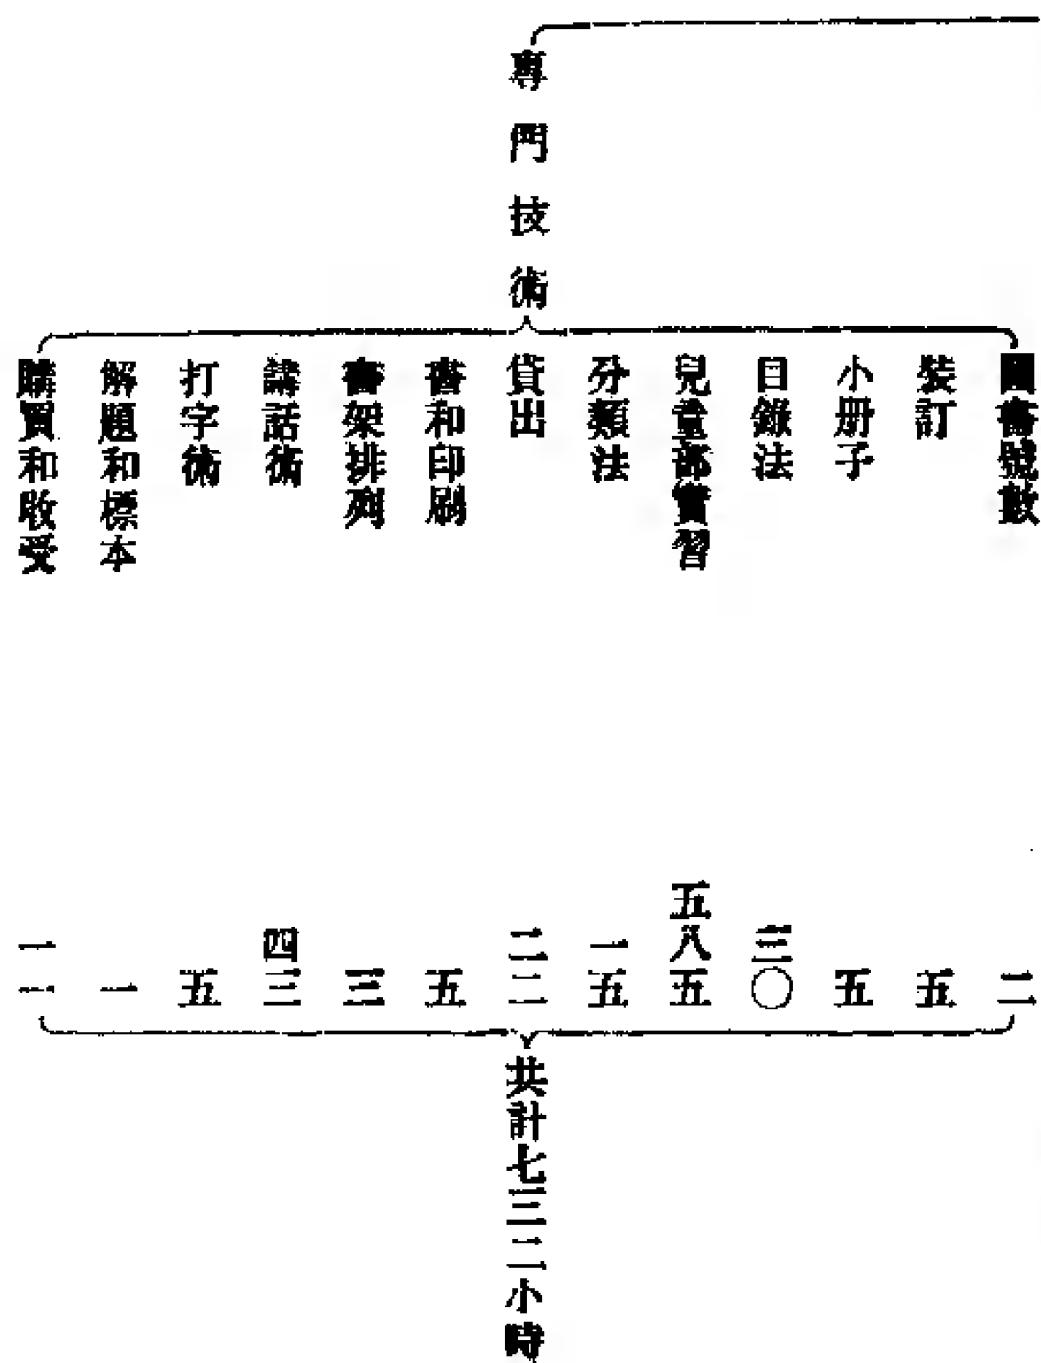 專門技術
圖書號數 二
裝訂 五
小册子 五
目錄法 三〇
兒童部實習 五八五
分類法 一五
貸出 二二
書和印刷 五
書架排列 三
講話術 四三
打字術 五
解題和標本 一
購買和收受 一一
共計七三二小時